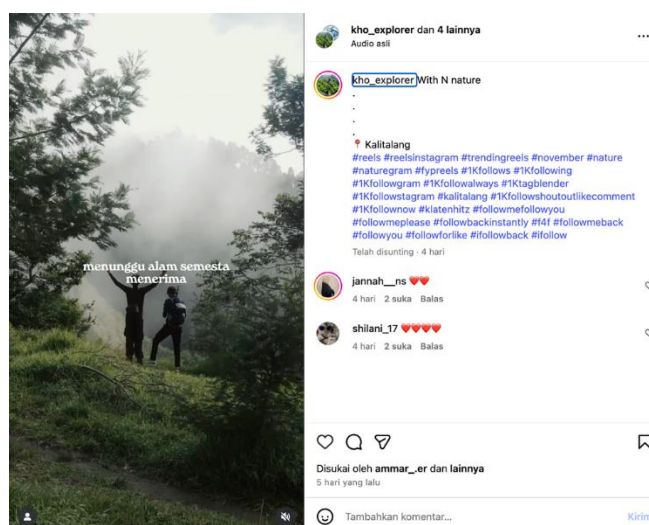 menunggu alam semesta
menerima
kho_explorer dan 4 lainnya
Audio asli
kho_explorer With N nature
.
.
.
.
📍 Kalitalang
#reels #reelsinstagram #trendingreels #november #nature
#naturegram #fypreels #1Kfollows #1Kfollowing
#1Kfollowgram #1Kfollowalways #1Ktagblender
#1Kfollowstagram #kalitalang #1Kfollowshoutoutlikecomment
#1Kfollownow #klatenhitz #followmefollowyou
#followmeplease #followbackinstantly #f4f #followmeback
#followyou #followforlike #ifollowback #ifollow
Telah disunting · 4 hari
jannah__ns ❤️❤️
4 hari 2 suka Balas
shilani_17 ❤️❤️❤️❤️
4 hari 2 suka Balas
Disukai oleh ammar_.er dan lainnya
5 hari yang lalu
Tambahkan komentar...
Kirim